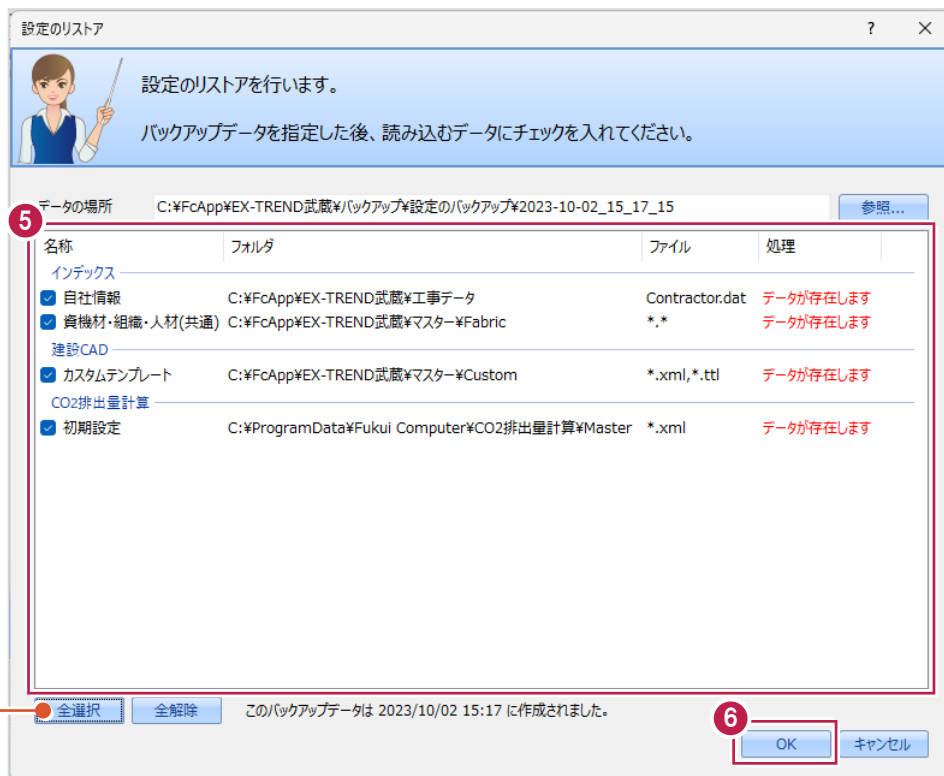 設定のリストア ?
設定のリストアを行います。
バックアップデータを指定した後、読み込むデータにチェックを入れてください。
データの場所 C:¥FcApp¥EX-TREND武蔵¥バックアップ¥設定のバックアップ¥2023-10-02_15_17_15 参照...
5
名称 フォルダ ファイル 処理
インデックス
自社情報 C:¥FcApp¥EX-TREND武蔵¥工事データ Contractor.dat データが存在します
資機材・組織・人材(共通) C:¥FcApp¥EX-TREND武蔵¥マスター¥Fabric *.* データが存在します
建設CAD
カスタムテンプレート C:¥FcApp¥EX-TREND武蔵¥マスター¥Custom *.xml,*.ttl データが存在します
CO2排出量計算
初期設定 C:¥ProgramData¥Fukui Computer¥CO2排出量計算¥Master *.xml データが存在します
全選択 全解除 このバックアップデータは 2023/10/02 15:17 に作成されました。
6
OK キャンセル